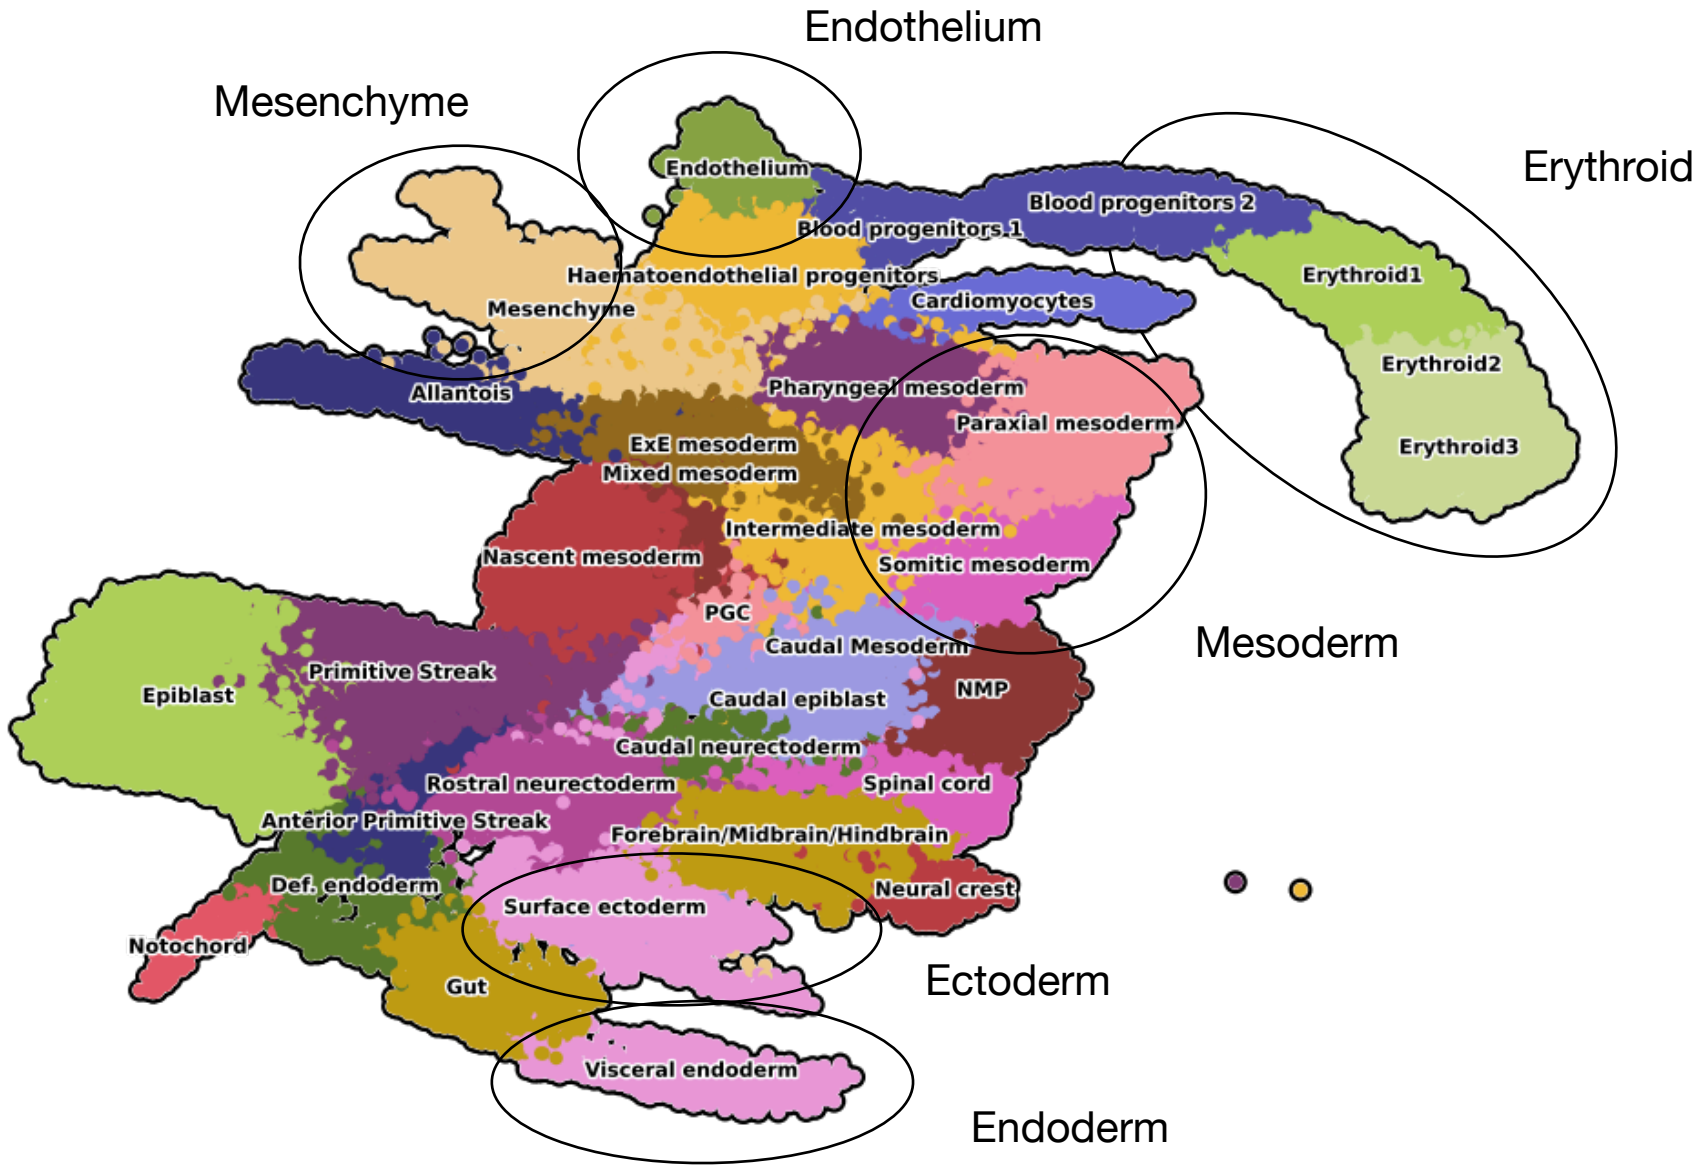 Endothelium
Mesenchyme
Erythroid
Endothelium
Blood progenitors 2
Blood progenitors 1
Haematoendothelial progenitors
Erythroid1
Cardiomyocytes
Mesenchyme
Erythroid2
Pharyngeal mesoderm
Allantois
Paraxial mesoderm
ExE mesoderm
Erythroid3
Mixed mesoderm
Intermediate mesoderm
Nascent mesoderm
Somitic mesoderm
PGC
Mesoderm
Caudal Mesoderm
Primitive Streak
Epiblast
NMP
Caudal epiblast
Caudal neurectoderm
Rostral neurectoderm
Spinal cord
Anterior Primitive Streak
Forebrain/Midbrain/Hindbrain
Def. endoderm
Neural crest
Surface ectoderm
Notochord
Ectoderm
Gut
Visceral endoderm
Endoderm